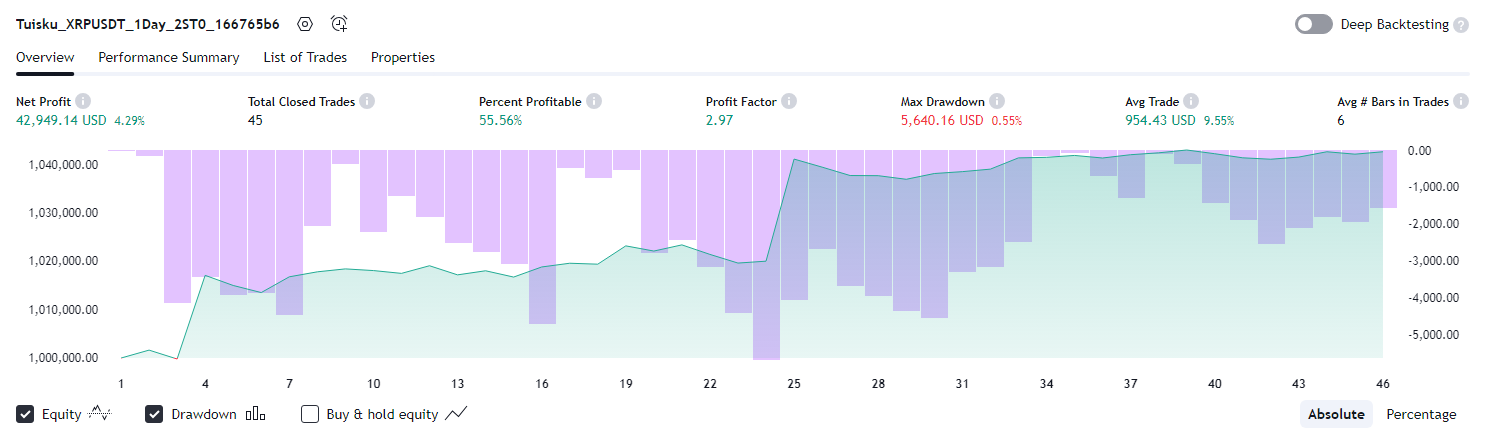 Tuisku_XRPUSDT_1Day_2ST0_166765b6 Deep Backtesting ?
Overview Performance Summary List of Trades Properties
Net Profit i Total Closed Trades i Percent Profitable i Profit Factor i Max Drawdown i Avg Trade i Avg # Bars in Trades i
42,949.14 USD 4.29% 45 55.56% 2.97 5,640.16 USD 0.55% 954.43 USD 9.55% 6
1,040,000.00
1,030,000.00
1,020,000.00
1,010,000.00
1,000,000.00
0.00
-1,000.00
-2,000.00
-3,000.00
-4,000.00
-5,000.00
1 4 7 10 13 16 19 22 25 28 31 34 37 40 43 46
Equity Drawdown Buy & hold equity Absolute Percentage